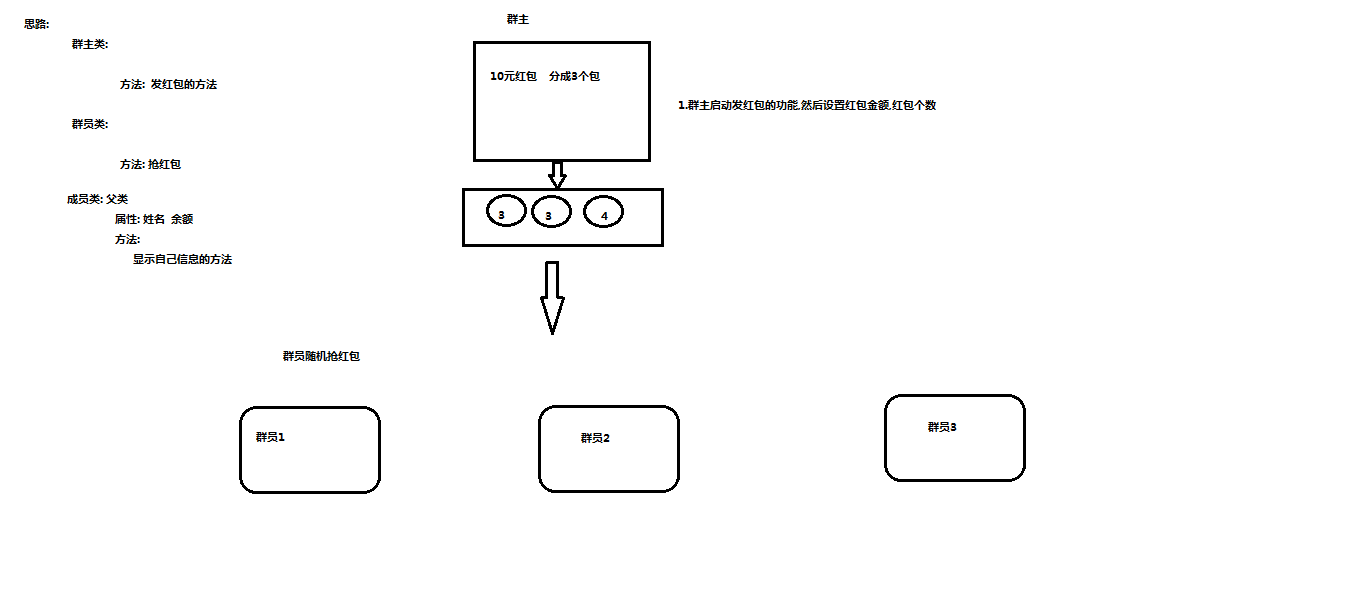 思路:
群主类:
方法: 发红包的方法
群员类:
方法: 抢红包
成员类: 父类
属性: 姓名 余额
方法:
显示自己信息的方法
群主
10元红包 分成3个包
1.群主启动发红包的功能,然后设置红包金额,红包个数
3 3 4
群员随机抢红包
群员1
群员2
群员3